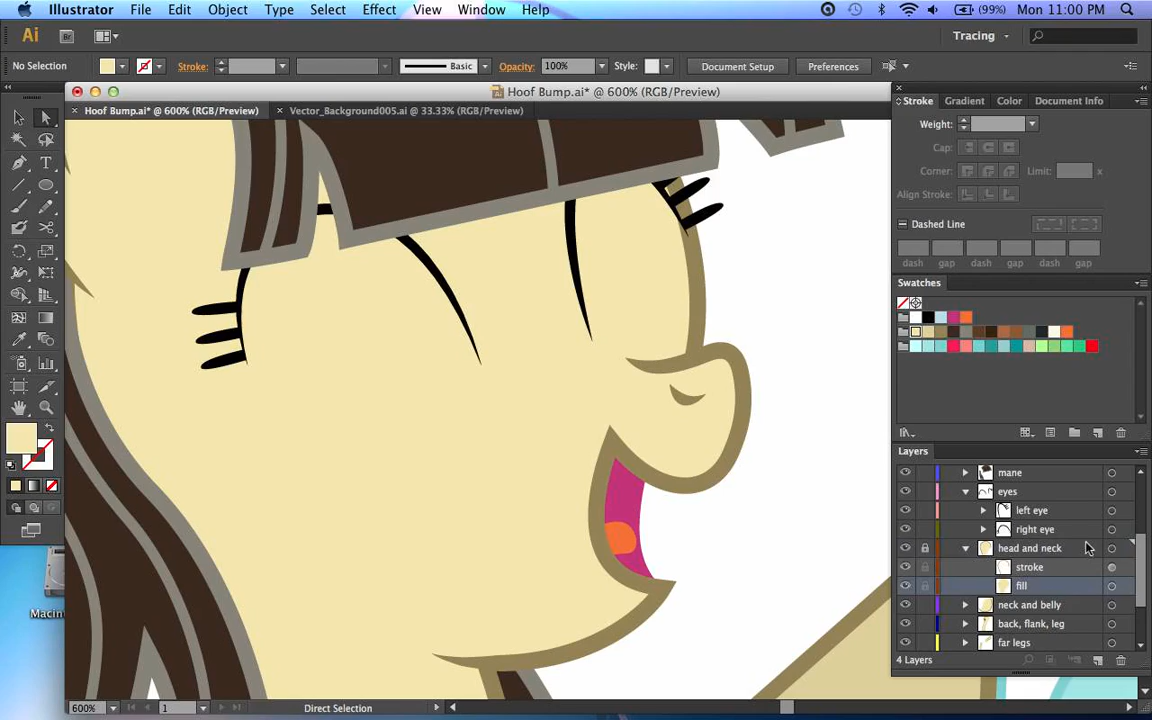 Illustrator File Edit Object Type Select Effect View Window Help (99%) Mon 11:00 PM
Ai Br Tracing
No Selection Stroke: Basic Opacity: 100% Style: Document Setup Preferences
Hoof Bump.ai* @ 600% (RGB/Preview)
Hoof Bump.ai* @ 600% (RGB/Preview) Vector_Background005.ai @ 33.33% (RGB/Preview)
Stroke Gradient Color Document Info
Weight:
Cap:
Corner: Limit: x
Align Stroke:
Dashed Line
dash gap dash gap dash gap
Swatches
Layers
mane
eyes
left eye
right eye
head and neck
stroke
fill
neck and belly
back, flank, leg
far legs
4 Layers
Macin
600% 1 Direct Selection